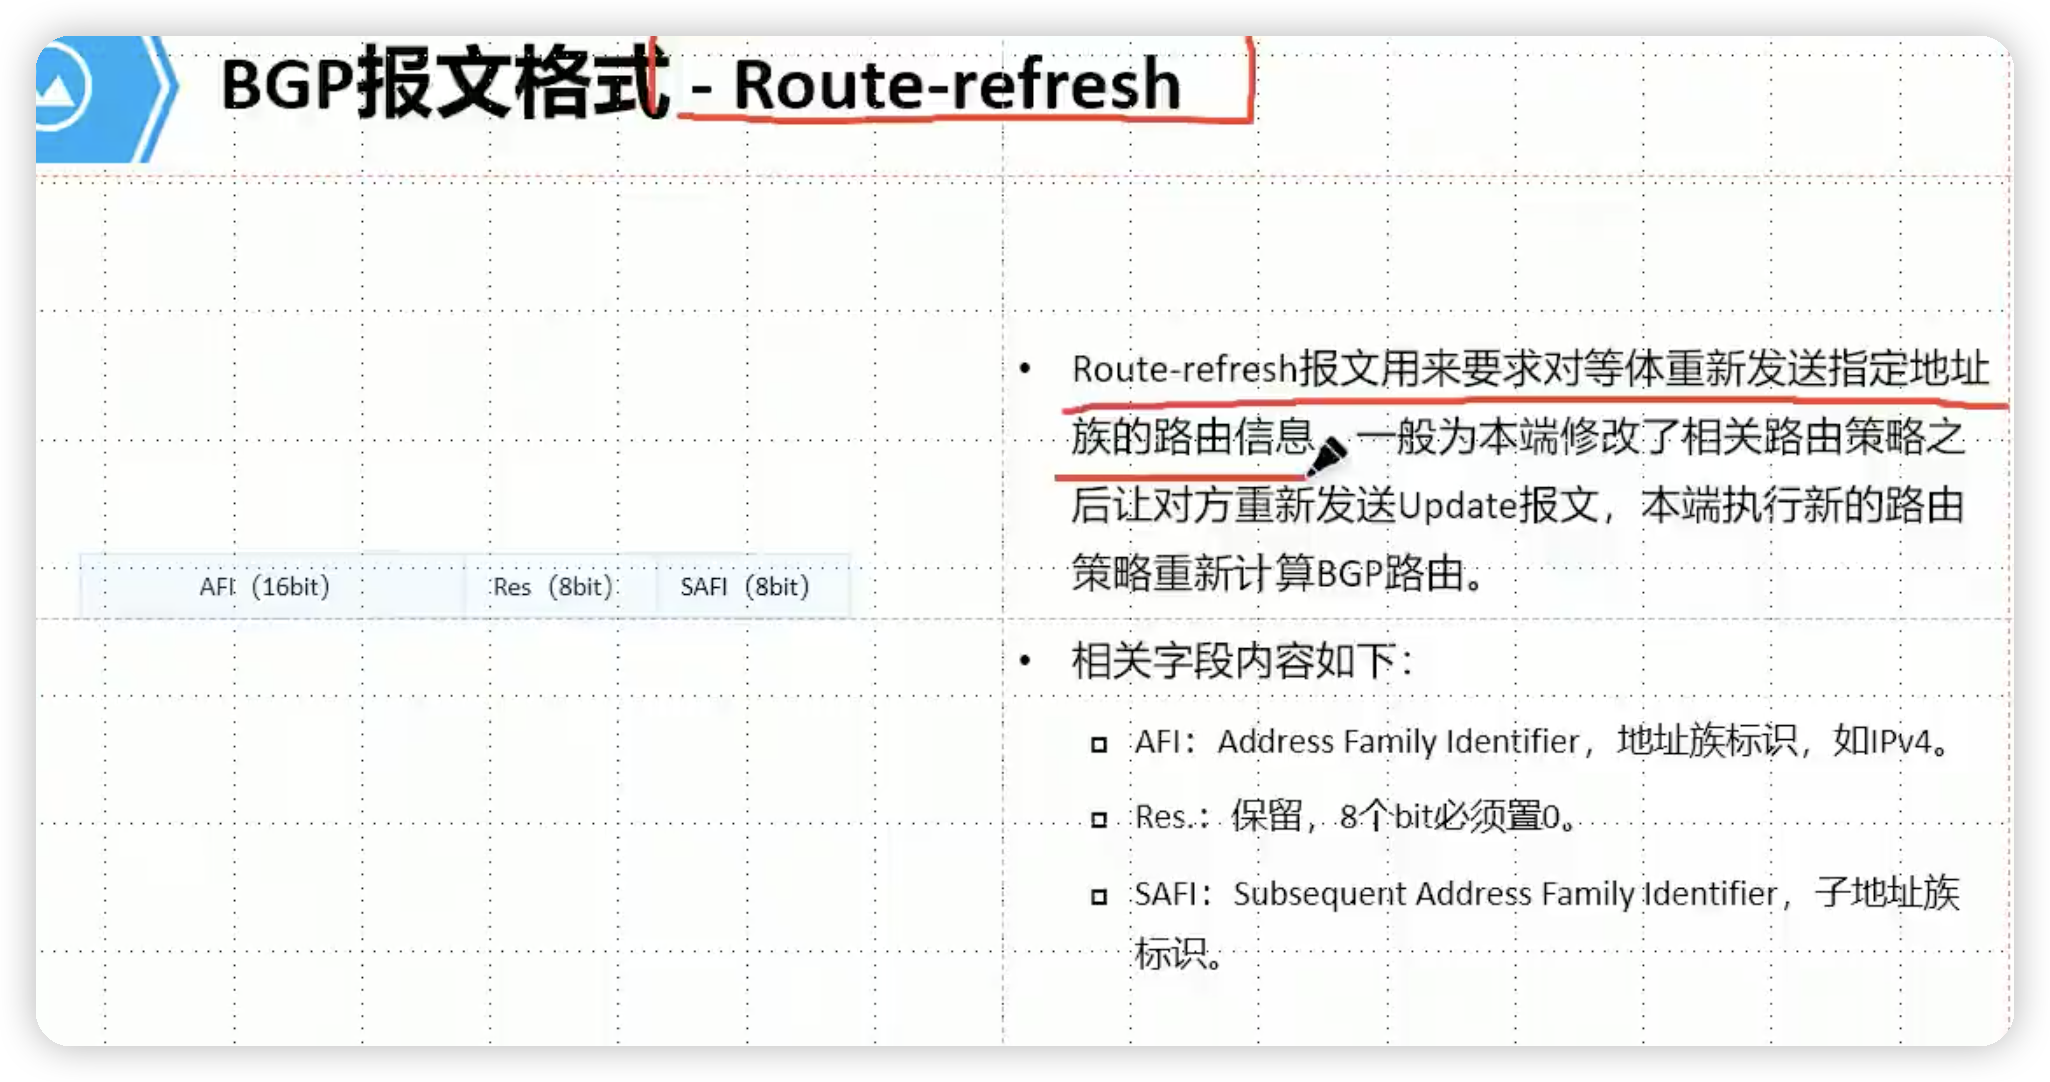 BGP报文格式 - Route-refresh
AFI（16bit） Res（8bit） SAFI（8bit）
• Route-refresh报文用来要求对等体重新发送指定地址
族的路由信息，一般为本端修改了相关路由策略之
后让对方重新发送Update报文，本端执行新的路由
策略重新计算BGP路由。
• 相关字段内容如下：
AFI：Address Family Identifier，地址族标识，如IPv4。
Res.：保留，8个bit必须置0。
SAFI：Subsequent Address Family Identifier，子地址族
标识。